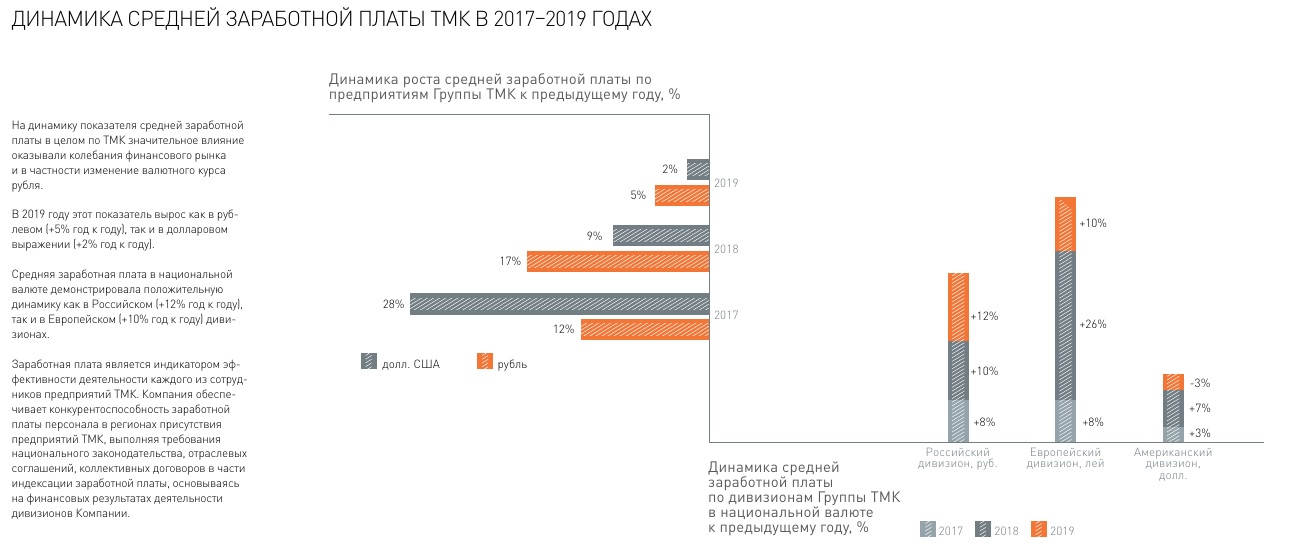 ДИНАМИКА СРЕДНЕЙ ЗАРАБОТНОЙ ПЛАТЫ ТМК В 2017–2019 ГОДАХ
На динамику показателя средней заработной
платы в целом по ТМК значительное влияние
оказывали колебания финансового рынка
и в частности изменение валютного курса
рубля.
В 2019 году этот показатель вырос как в руб-
левом (+5% год к году), так и в долларовом
выражении (+2% год к году).
Средняя заработная плата в национальной
валюте демонстрировала положительную
динамику как в Российском (+12% год к году),
так и в Европейском (+10% год к году) диви-
зионах.
Заработная плата является индикатором эф-
фективности деятельности каждого из сотруд-
ников предприятий ТМК. Компания обеспе-
чивает конкурентоспособность заработной
платы персонала в регионах присутствия
предприятий ТМК, выполняя требования
национального законодательства, отраслевых
соглашений, коллективных договоров в части
индексации заработной платы, основываясь
на финансовых результатах деятельности
дивизионов Компании.
Динамика роста средней заработной платы по
предприятиям Группы ТМК к предыдущему году, %
2%
5%
2019
9%
17%
2018
28%
12%
2017
долл. США
рубль
+12%
+10%
+8%
+10%
+26%
+8%
-3%
+7%
+3%
Российский
дивизион, руб.
Европейский
дивизион, лей
Американский
дивизион,
долл.
Динамика средней
заработной платы
по дивизионам Группы ТМК
в национальной валюте
к предыдущему году, %
2017
2018
2019